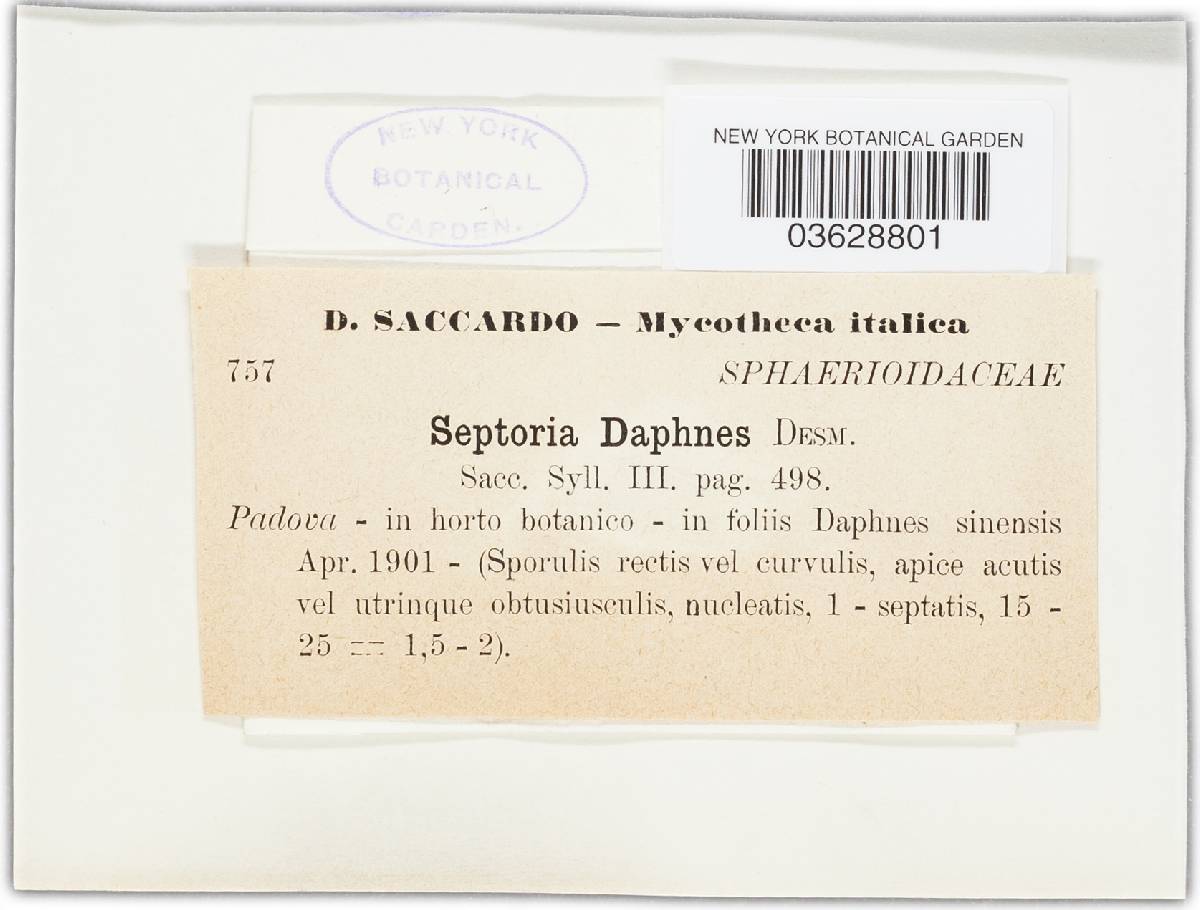 NEW YORK
BOTANICAL
GARDEN.
NEW YORK BOTANICAL GARDEN
03628801
D. SACCARDO — Mycotheca italica
757 SPHAERIOIDACEAE
Septoria Daphnes DESM.
Sacc. Syll. III. pag. 498.
Padova - in horto botanico - in foliis Daphnes sinensis
Apr. 1901 - (Sporulis rectis vel curvulis, apice acutis
vel utrinque obtusiusculis, nucleatis, 1 - septatis, 15 -
25 == 1,5 - 2).